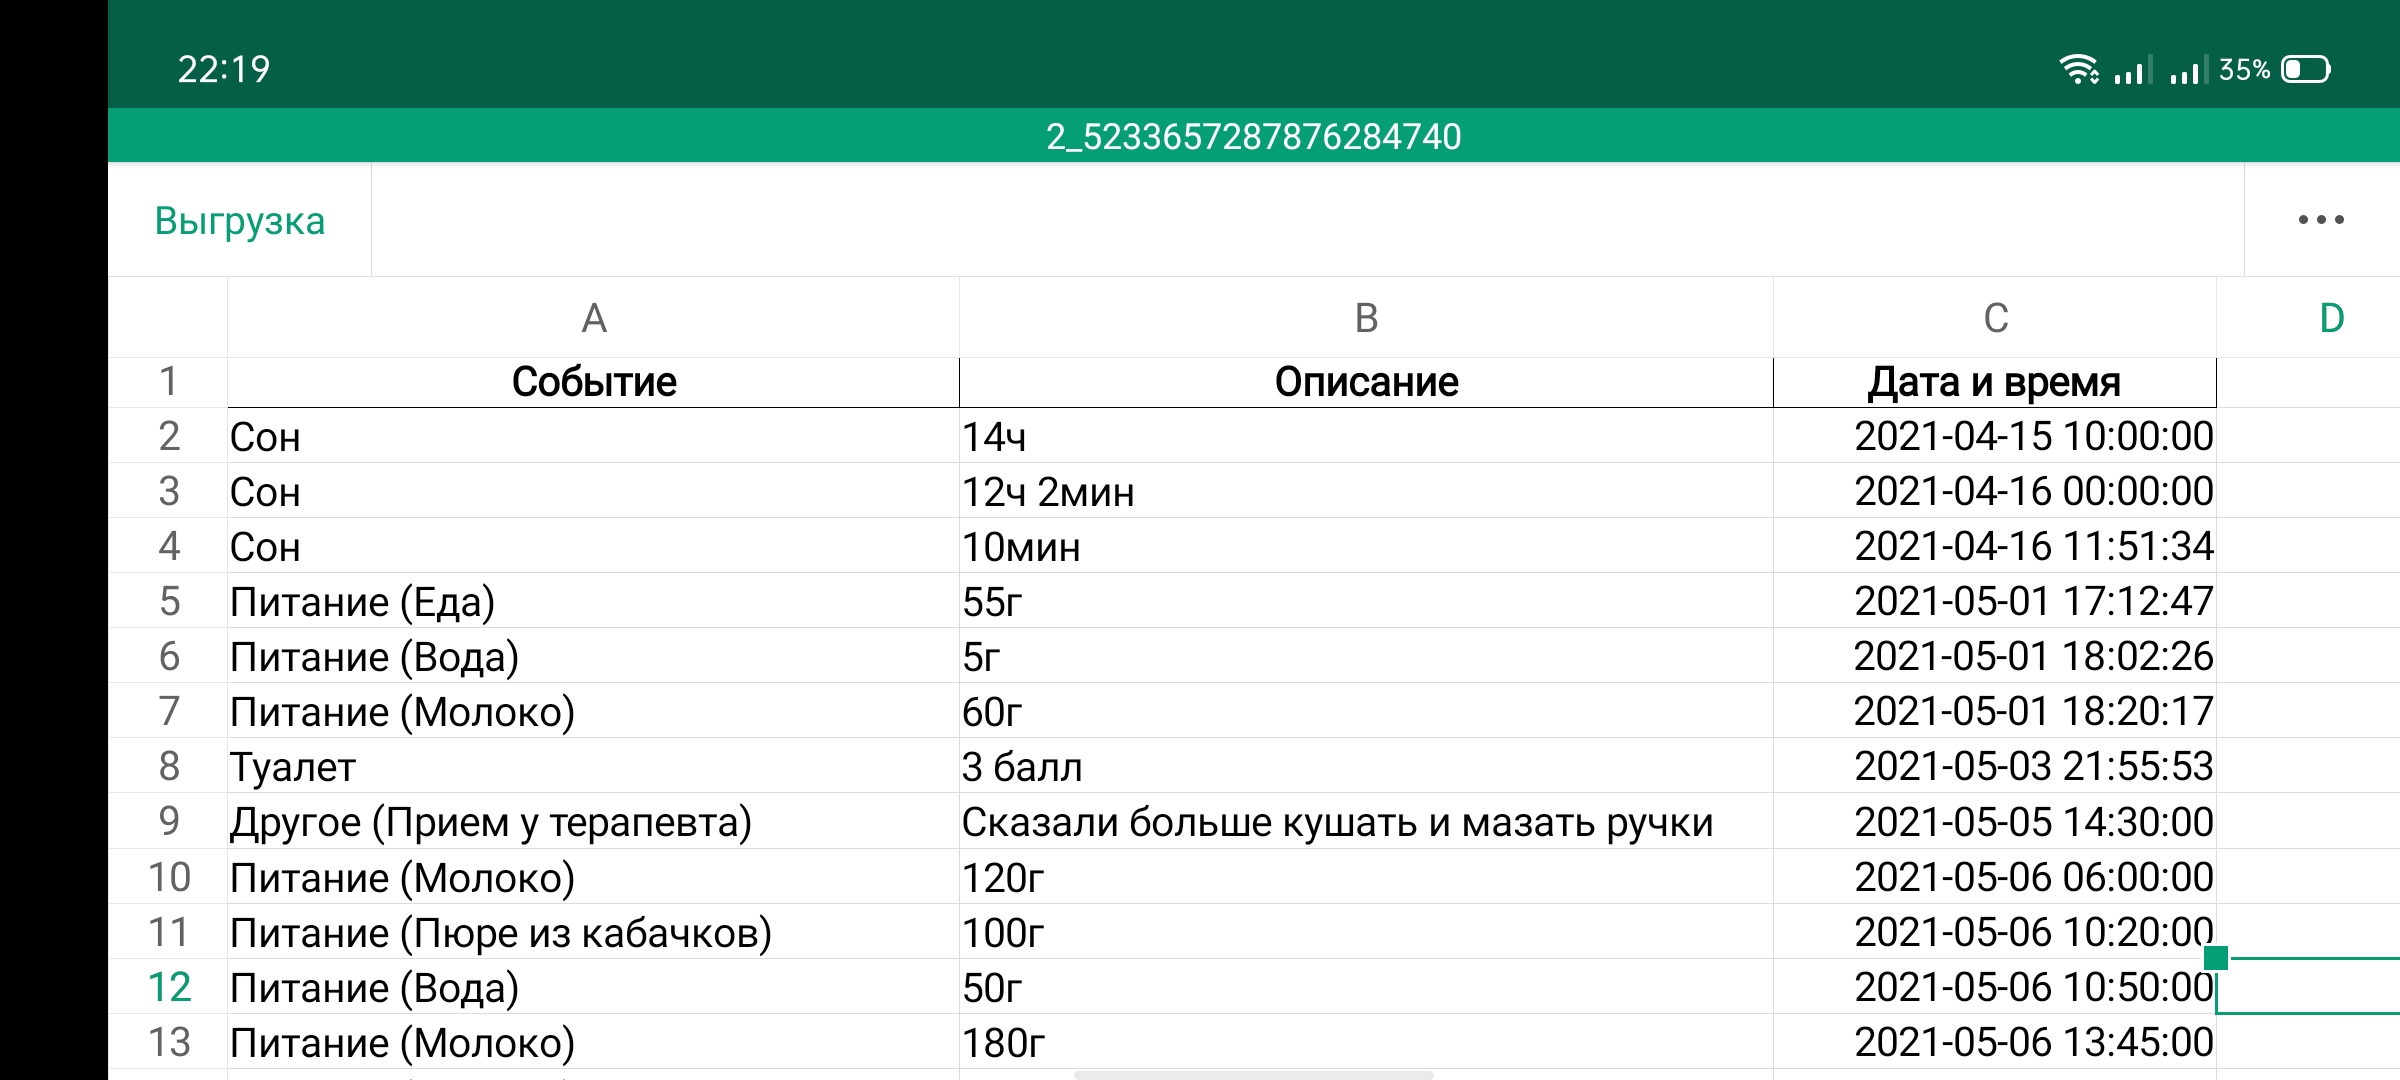 22:19
35%
2_5233657287876284740
Выгрузка
A B C D
1 Событие Описание Дата и время
2 Сон 14ч 2021-04-15 10:00:00
3 Сон 12ч 2мин 2021-04-16 00:00:00
4 Сон 10мин 2021-04-16 11:51:34
5 Питание (Еда) 55г 2021-05-01 17:12:47
6 Питание (Вода) 5г 2021-05-01 18:02:26
7 Питание (Молоко) 60г 2021-05-01 18:20:17
8 Туалет 3 балл 2021-05-03 21:55:53
9 Другое (Прием у терапевта) Сказали больше кушать и мазать ручки 2021-05-05 14:30:00
10 Питание (Молоко) 120г 2021-05-06 06:00:00
11 Питание (Пюре из кабачков) 100г 2021-05-06 10:20:00
12 Питание (Вода) 50г 2021-05-06 10:50:00
13 Питание (Молоко) 180г 2021-05-06 13:45:00